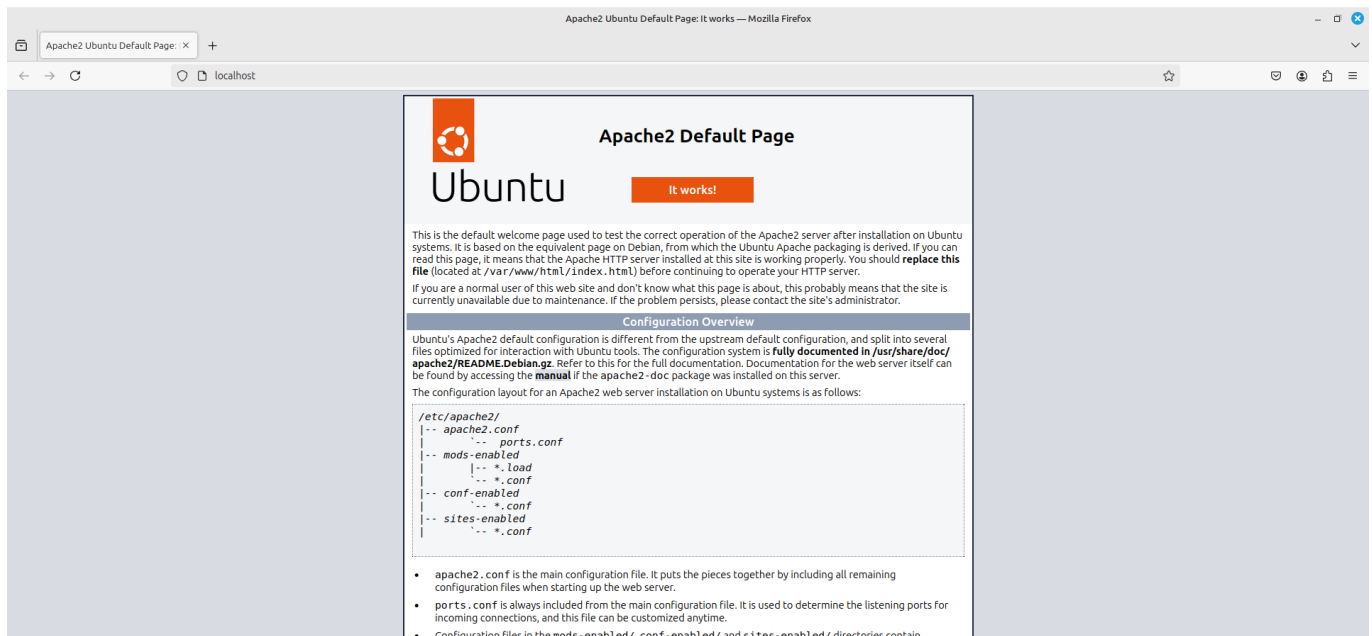 Apache2 Ubuntu Default Page: It works — Mozilla Firefox
Apache2 Ubuntu Default Page:
localhost
Ubuntu
Apache2 Default Page
It works!
This is the default welcome page used to test the correct operation of the Apache2 server after installation on Ubuntu
systems. It is based on the equivalent page on Debian, from which the Ubuntu Apache packaging is derived. If you can
read this page, it means that the Apache HTTP server installed at this site is working properly. You should replace this
file (located at /var/www/html/index.html) before continuing to operate your HTTP server.
If you are a normal user of this web site and don't know what this page is about, this probably means that the site is
currently unavailable due to maintenance. If the problem persists, please contact the site's administrator.
Configuration Overview
Ubuntu's Apache2 default configuration is different from the upstream default configuration, and split into several
files optimized for interaction with Ubuntu tools. The configuration system is fully documented in /usr/share/doc/
apache2/README.Debian.gz. Refer to this for the full documentation. Documentation for the web server itself can
be found by accessing the manual if the apache2-doc package was installed on this server.
The configuration layout for an Apache2 web server installation on Ubuntu systems is as follows:
/etc/apache2/
|-- apache2.conf
|       `--  ports.conf
|-- mods-enabled
|       |-- *.load
|       `-- *.conf
|-- conf-enabled
|       `-- *.conf
|-- sites-enabled
|       `-- *.conf
• apache2.conf is the main configuration file. It puts the pieces together by including all remaining
configuration files when starting up the web server.
• ports.conf is always included from the main configuration file. It is used to determine the listening ports for
incoming connections, and this file can be customized anytime.
• Configuration files in the mods-enabled/, conf-enabled/ and sites-enabled/ directories contain